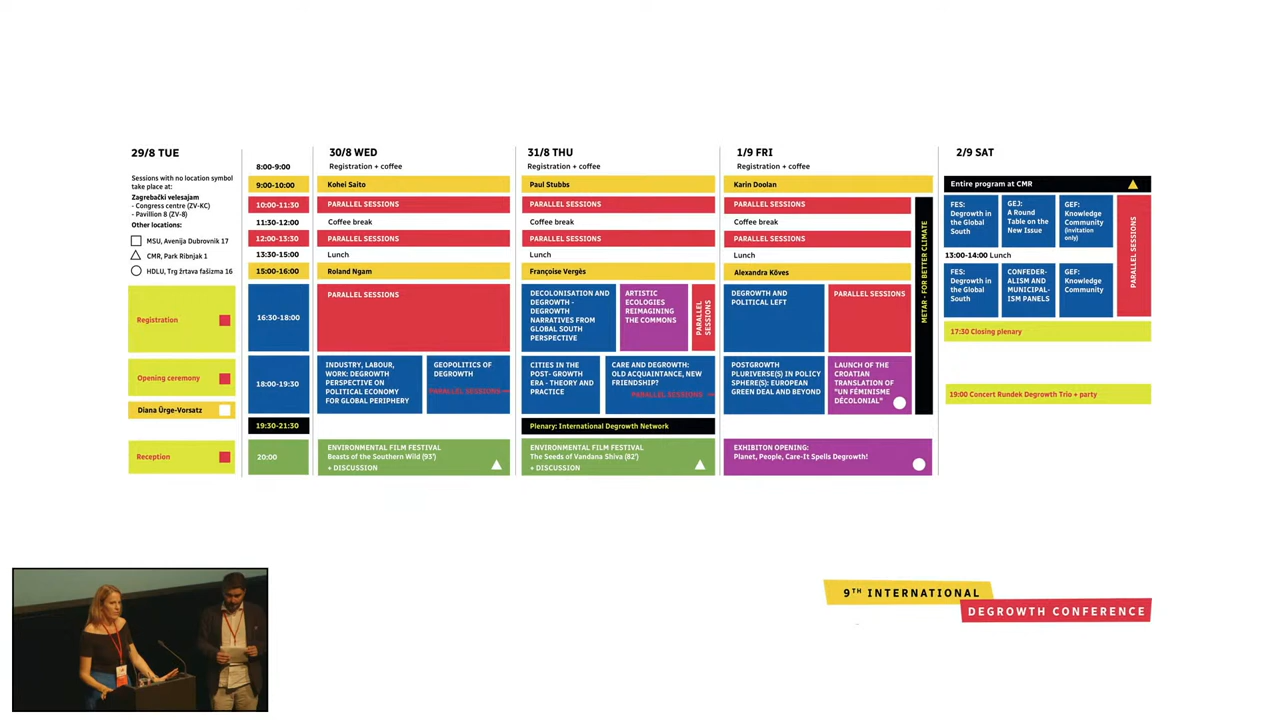 29/8 TUE
Sessions with no location symbol
take place at:
Zagrebački velesajam
- Congress centre (ZV-KC)
- Pavillion 8 (ZV-8)
Other locations:
MSU, Avenija Dubrovnik 17
CMR, Park Ribnjak 1
HDLU, Trg žrtava fašizma 16
Registration
Opening ceremony
Diana Ürge-Vorsatz
Reception
8:00-9:00
9:00-10:00
10:00-11:30
11:30-12:00
12:00-13:30
13:30-15:00
15:00-16:00
16:30-18:00
18:00-19:30
19:30-21:30
20:00
30/8 WED
Registration + coffee
Kohei Saito
PARALLEL SESSIONS
Coffee break
PARALLEL SESSIONS
Lunch
Roland Ngam
PARALLEL SESSIONS
INDUSTRY, LABOUR,
WORK: DEGROWTH
PERSPECTIVE ON
POLITICAL ECONOMY
FOR GLOBAL PERIPHERY
GEOPOLITICS OF
DEGROWTH
PARALLEL SESSIONS
ENVIRONMENTAL FILM FESTIVAL
Beasts of the Southern Wild (93')
+ DISCUSSION
31/8 THU
Registration + coffee
Paul Stubbs
PARALLEL SESSIONS
Coffee break
PARALLEL SESSIONS
Lunch
Françoise Vergès
DECOLONISATION AND
DEGROWTH -
DEGROWTH
NARRATIVES FROM
GLOBAL SOUTH
PERSPECTIVE
ARTISTIC
ECOLOGIES
REIMAGINING
THE COMMONS
PARALLEL
SESSIONS
CITIES IN THE
POST- GROWTH
ERA - THEORY AND
PRACTICE
CARE AND DEGROWTH:
OLD ACQUAINTANCE, NEW
FRIENDSHIP?
PARALLEL SESSIONS
Plenary: International Degrowth Network
ENVIRONMENTAL FILM FESTIVAL
The Seeds of Vandana Shiva (82')
+ DISCUSSION
1/9 FRI
Registration + coffee
Karin Doolan
PARALLEL SESSIONS
Coffee break
PARALLEL SESSIONS
Lunch
Alexandra Köves
DEGROWTH AND
POLITICAL LEFT
PARALLEL SESSIONS
POSTGROWTH
PLURIVERSE(S) IN POLICY
SPHERE(S): EUROPEAN
GREEN DEAL AND BEYOND
LAUNCH OF THE
CROATIAN
TRANSLATION OF
"UN FÉMINISME
DÉCOLONIAL"
METAR - FOR BETTER CLIMATE
EXHIBITON OPENING:
Planet, People, Care-It Spells Degrowth!
2/9 SAT
Entire program at CMR
FES:
Degrowth in
the Global
South
GEJ:
A Round
Table on the
New Issue
GEF:
Knowledge
Community
(invitation
only)
PARALLEL SESSIONS
13:00-14:00 Lunch
FES:
Degrowth in
the Global
South
CONFEDER-
ALISM AND
MUNICIPAL-
ISM PANELS
GEF:
Knowledge
Community
17:30 Closing plenary
19:00 Concert Rundek Degrowth Trio + party
9TH INTERNATIONAL
DEGROWTH CONFERENCE